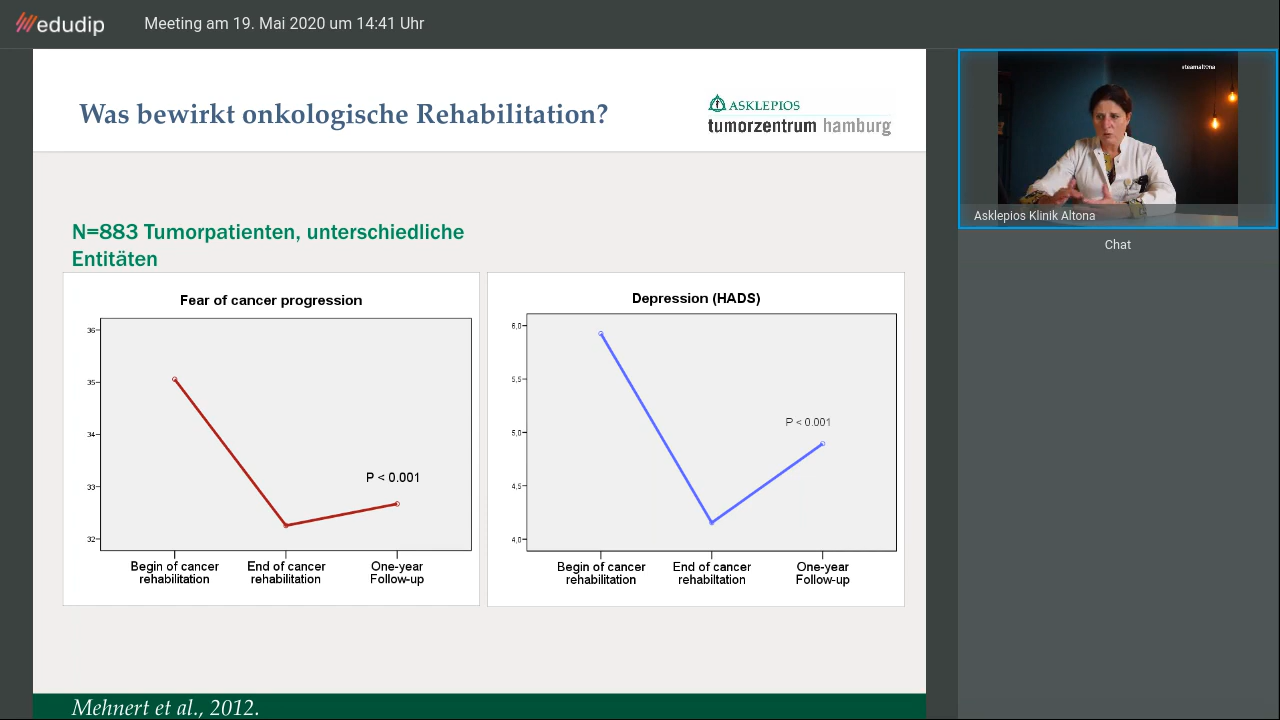 edudip
Meeting am 19. Mai 2020 um 14:41 Uhr
Was bewirkt onkologische Rehabilitation?
ASKLEPIOS
tumorzentrum hamburg
N=883 Tumorpatienten, unterschiedliche
Entitäten
Fear of cancer progression
36
35
34
33
32
P < 0.001
Begin of cancer
rehabilitation
End of cancer
rehabilitation
One-year
Follow-up
Depression (HADS)
6,0
5,5
5,0
4,5
4,0
P < 0.001
Begin of cancer
rehabilitation
End of cancer
rehabiltation
One-year
Follow-up
Mehnert et al., 2012.
#teamaltona
Asklepios Klinik Altona
Chat